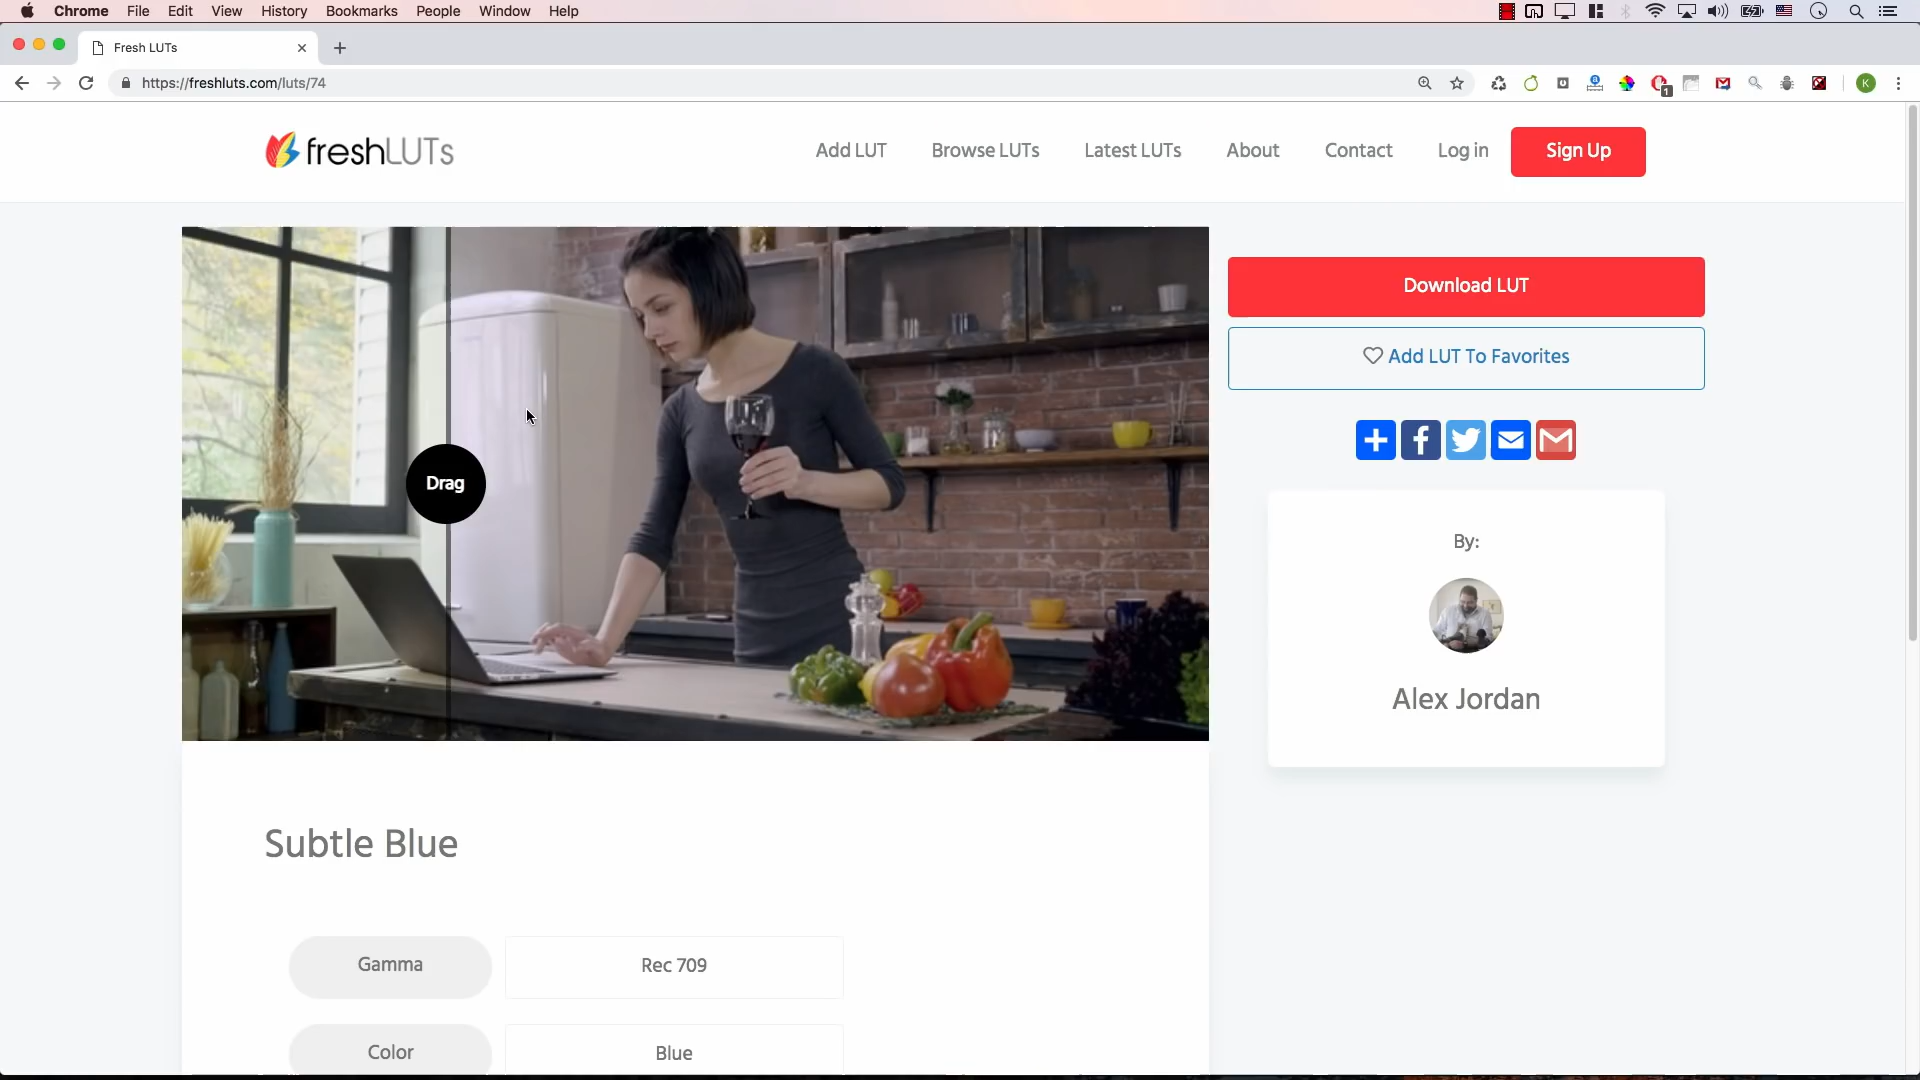 Chrome File Edit View History Bookmarks People Window Help
Fresh LUTs
https://freshluts.com/luts/74
K
1
freshLUTs
Add LUT Browse LUTs Latest LUTs About Contact Log in Sign Up
Download LUT
Add LUT To Favorites
Drag
By:
Alex Jordan
Subtle Blue
Gamma Rec 709
Color Blue